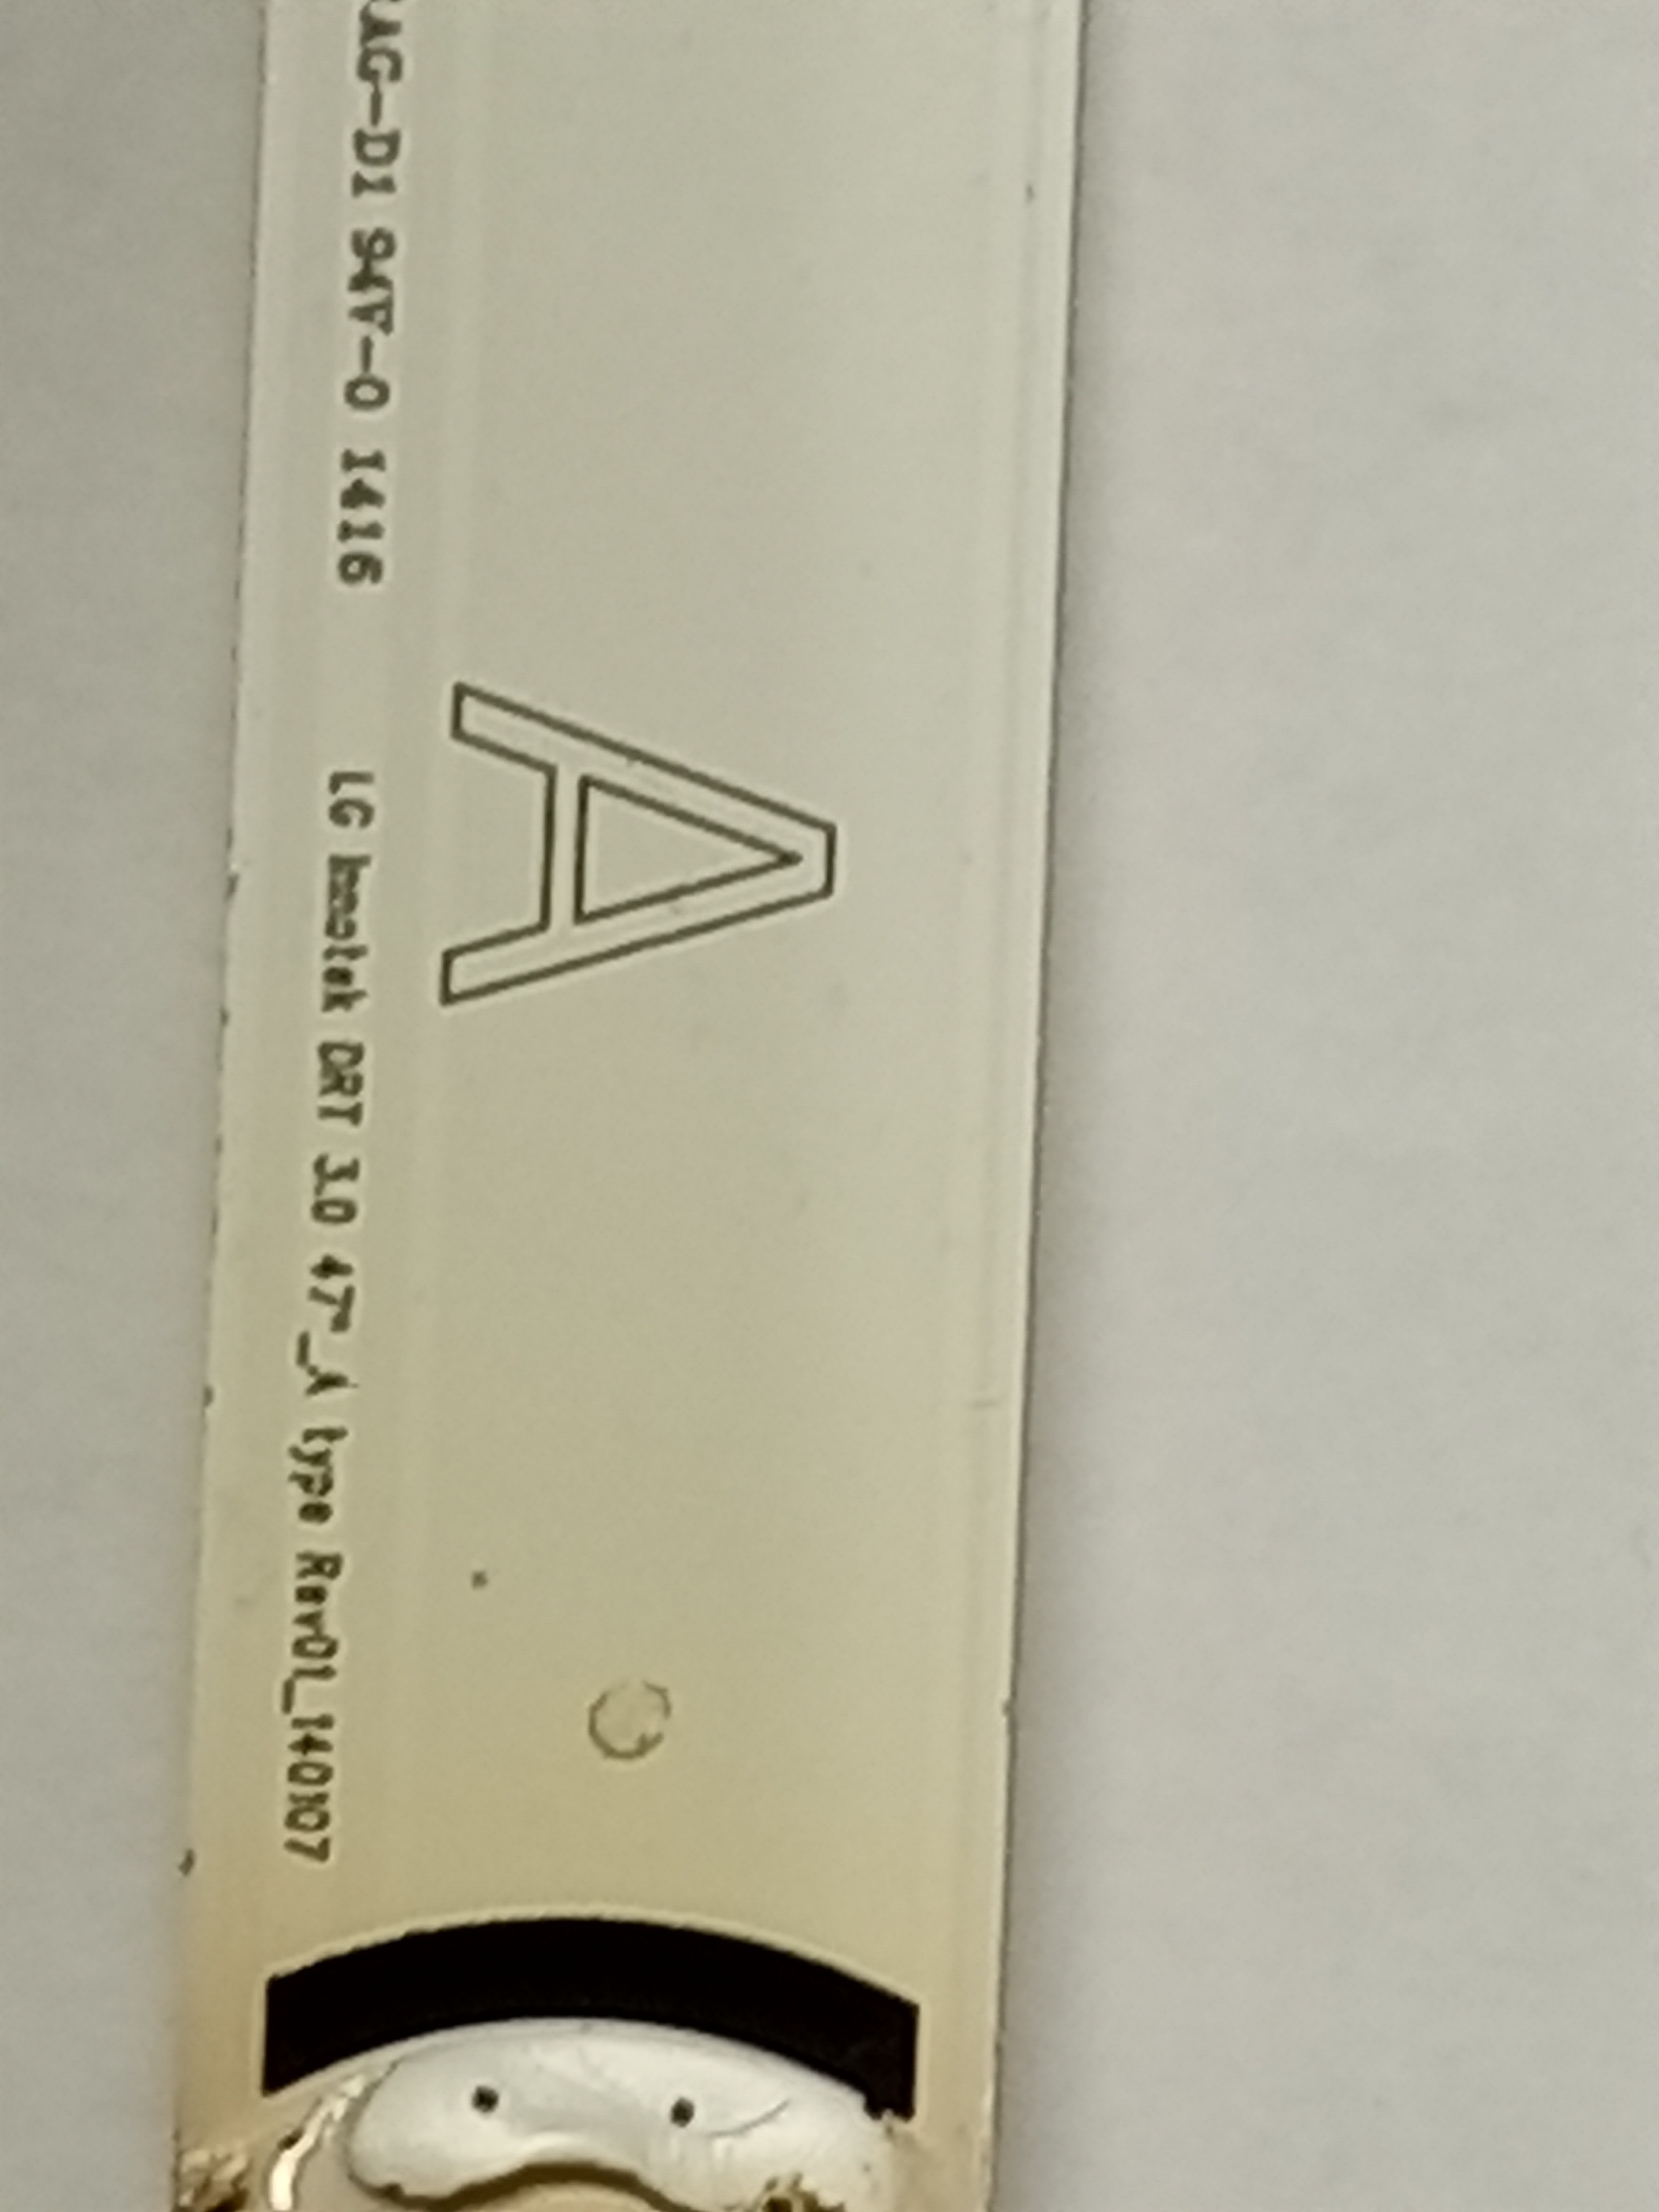 AG-D1 94V-0 1416
A
LG Innotek DRT 3.0 47"_A type Rev01_140107